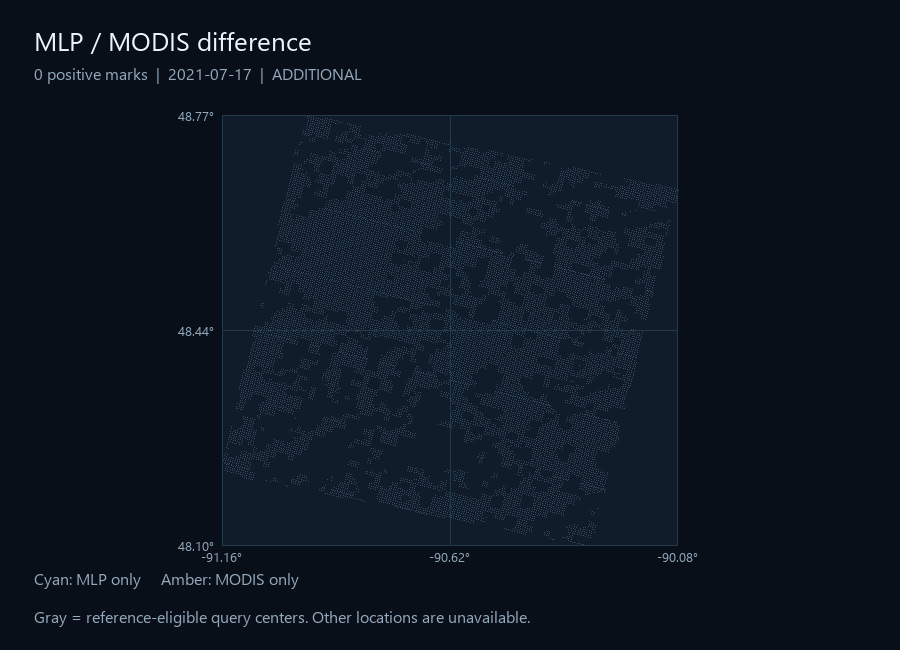 MLP / MODIS difference
0 positive marks | 2021-07-17 | ADDITIONAL
48.77°
48.44°
48.10°
-91.16° -90.62° -90.08°
Cyan: MLP only Amber: MODIS only
Gray = reference-eligible query centers. Other locations are unavailable.